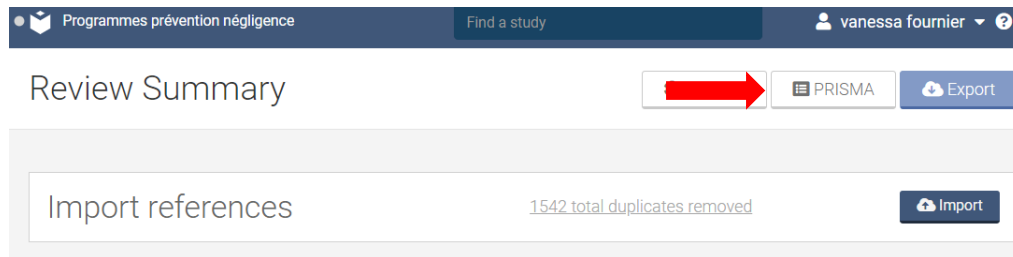 Programmes prévention négligence
Find a study
vanessa fournier
Review Summary
PRISMA
Export
Import references
1542 total duplicates removed
Import